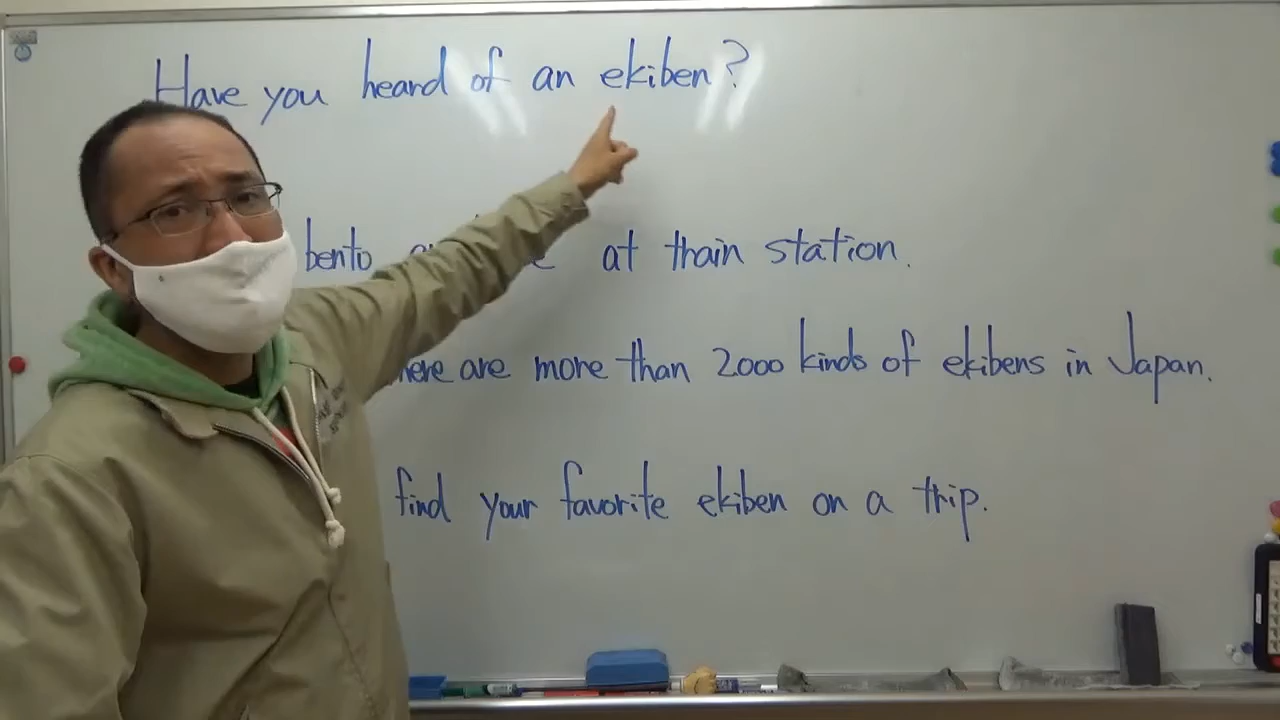 Have you heard of an ekiben?
bento at train station.
here are more than 2000 kinds of ekibens in Japan.
find your favorite ekiben on a trip.